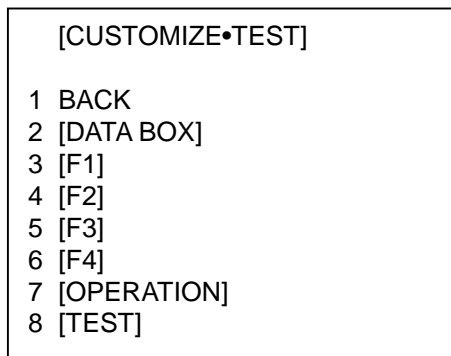 [CUSTOMIZE•TEST]
1 BACK
2 [DATA BOX]
3 [F1]
4 [F2]
5 [F3]
6 [F4]
7 [OPERATION]
8 [TEST]